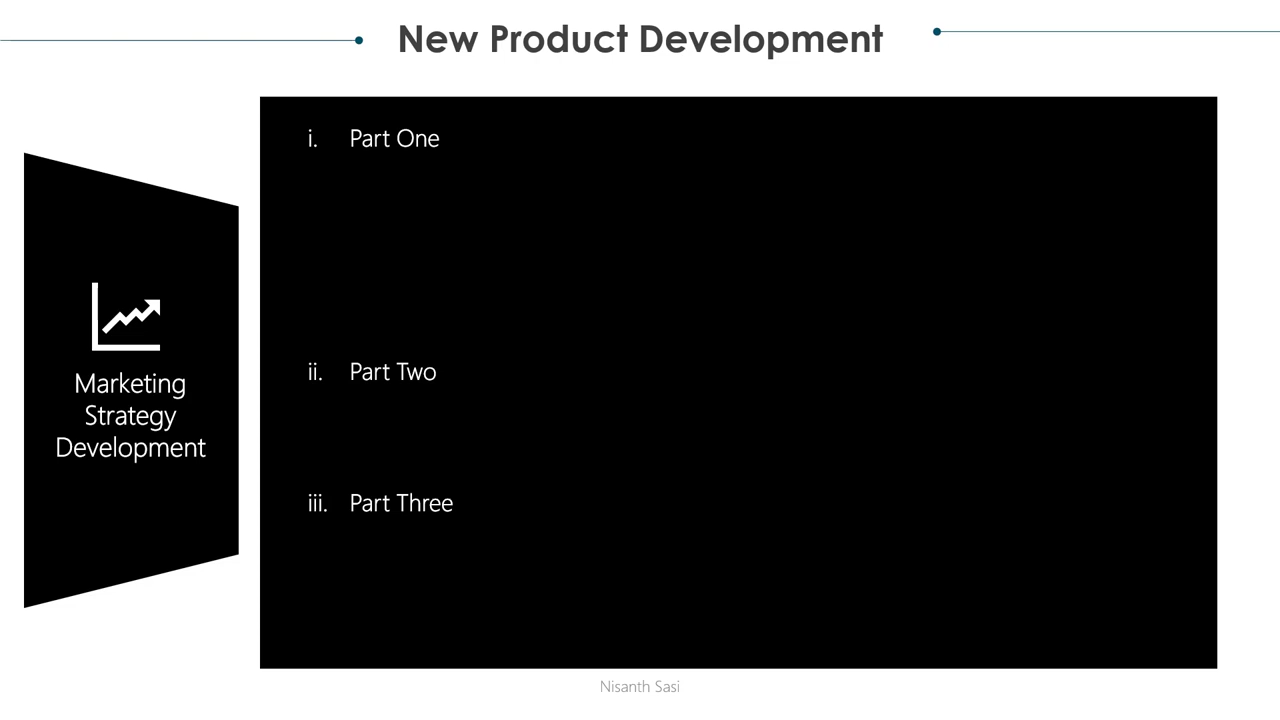 New Product Development
i. Part One
Marketing
Strategy
Development
ii. Part Two
iii. Part Three
Nisanth Sasi